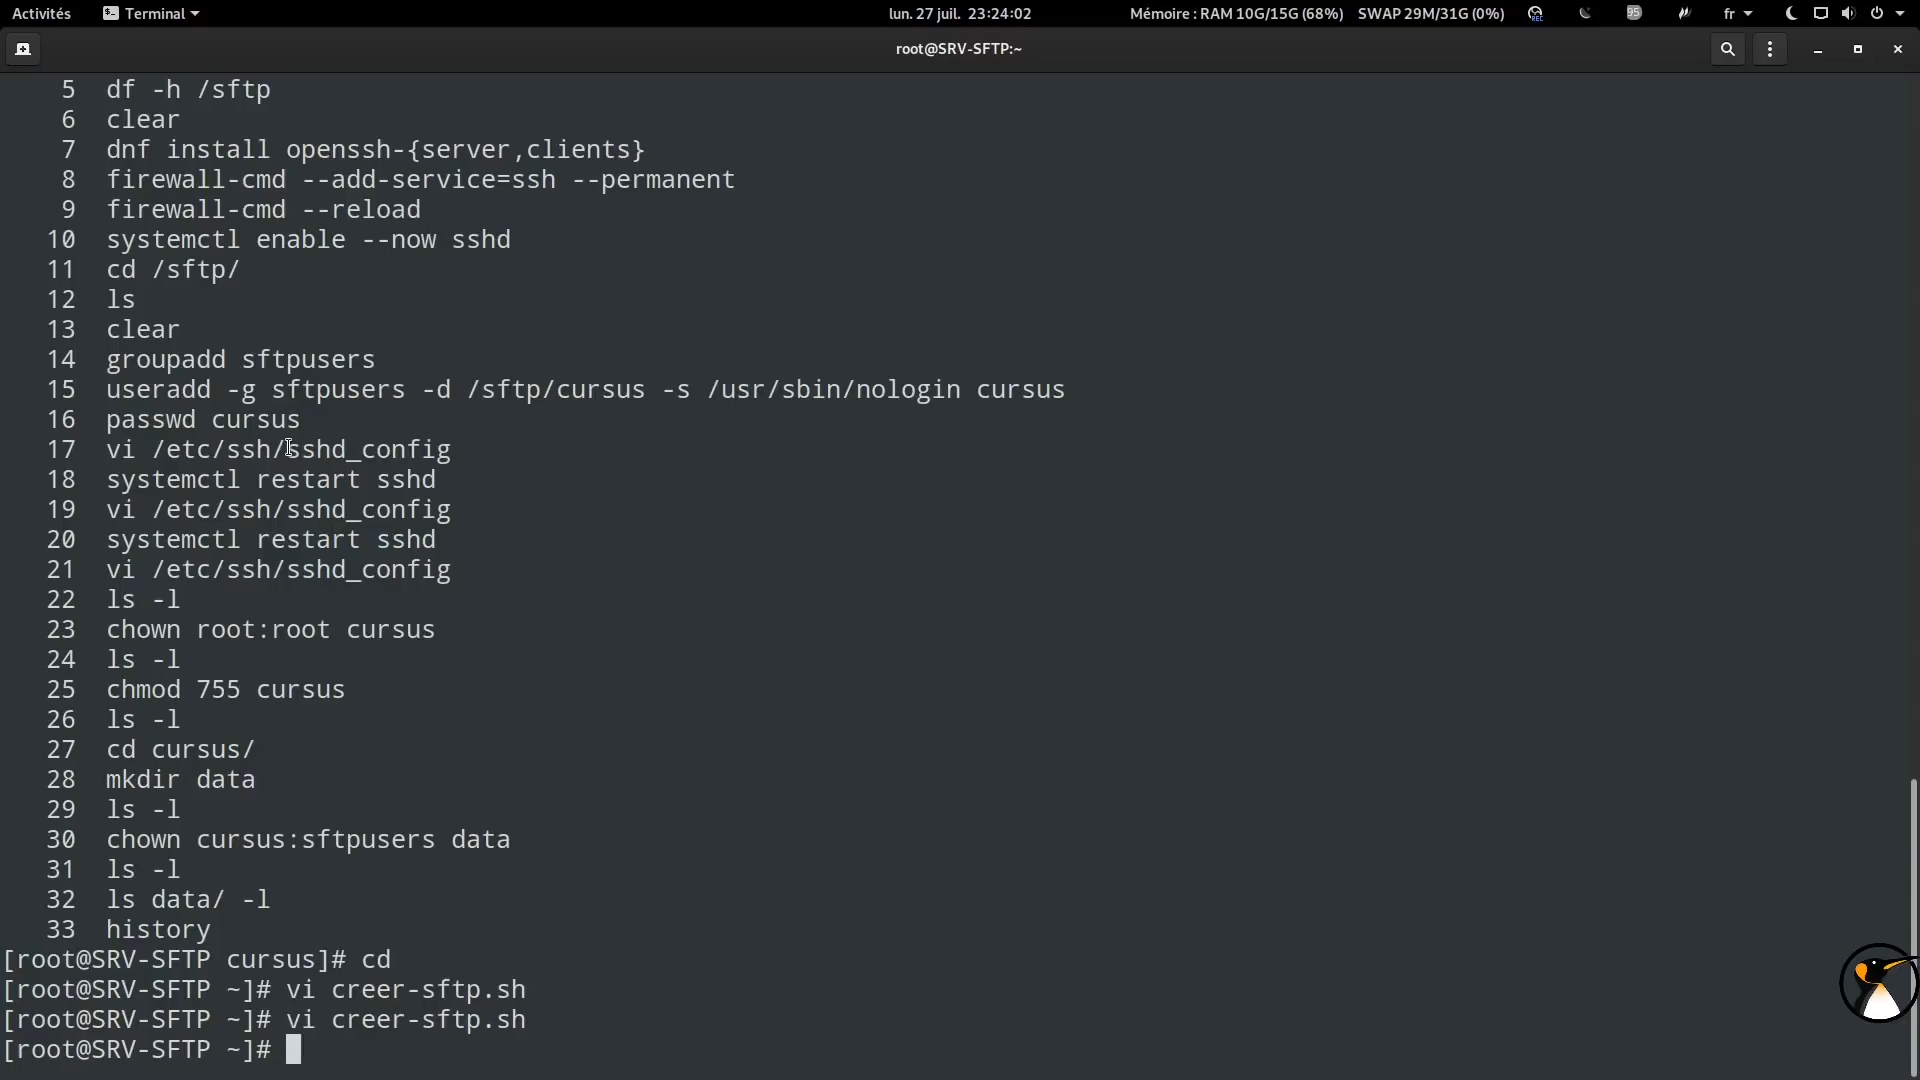 Activités Terminal lun. 27 juil. 23:24:02 Mémoire : RAM 10G/15G (68%) SWAP 29M/31G (0%) REC 95 fr
root@SRV-SFTP:~
5 df -h /sftp
6 clear
7 dnf install openssh-{server,clients}
8 firewall-cmd --add-service=ssh --permanent
9 firewall-cmd --reload
10 systemctl enable --now sshd
11 cd /sftp/
12 ls
13 clear
14 groupadd sftpusers
15 useradd -g sftpusers -d /sftp/cursus -s /usr/sbin/nologin cursus
16 passwd cursus
17 vi /etc/ssh/sshd_config
18 systemctl restart sshd
19 vi /etc/ssh/sshd_config
20 systemctl restart sshd
21 vi /etc/ssh/sshd_config
22 ls -l
23 chown root:root cursus
24 ls -l
25 chmod 755 cursus
26 ls -l
27 cd cursus/
28 mkdir data
29 ls -l
30 chown cursus:sftpusers data
31 ls -l
32 ls data/ -l
33 history
[root@SRV-SFTP cursus]# cd
[root@SRV-SFTP ~]# vi creer-sftp.sh
[root@SRV-SFTP ~]# vi creer-sftp.sh
[root@SRV-SFTP ~]#